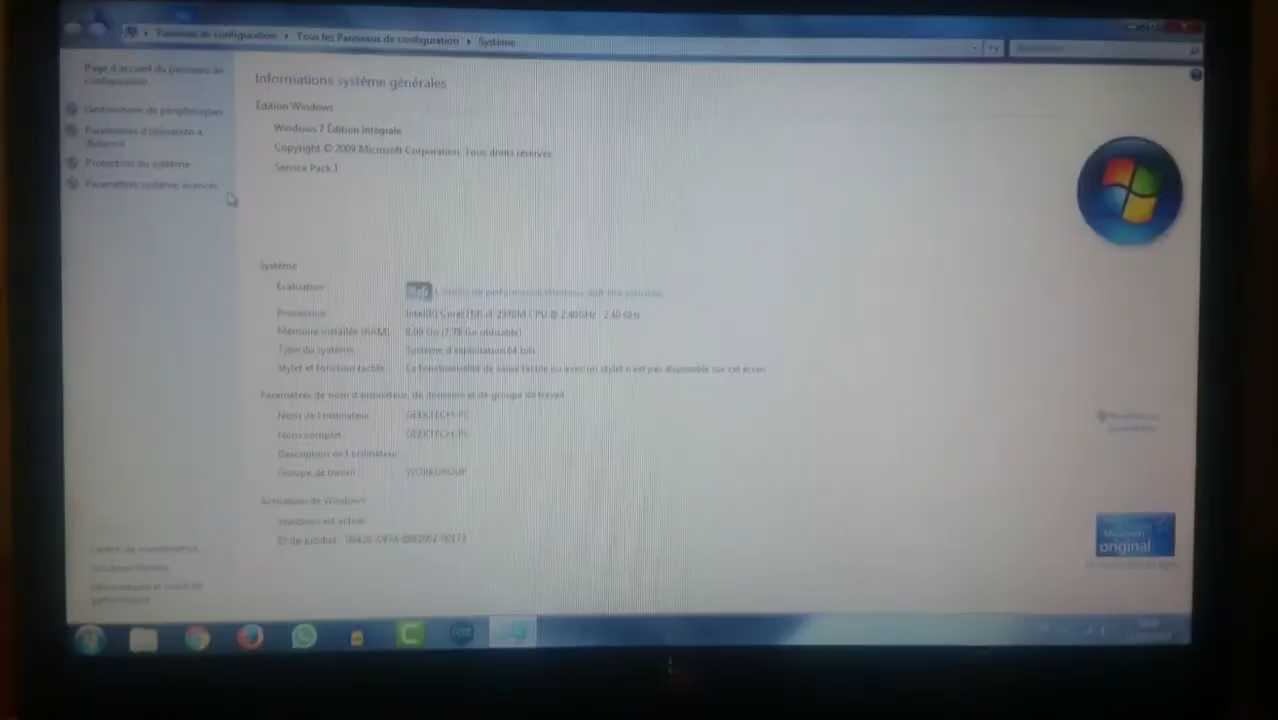 Panneau de configuration ▸ Tous les Panneaux de configuration ▸ Système
Page d'accueil du panneau de
configuration
Gestionnaire de périphériques
Paramètres d'utilisation à
distance
Protection du système
Paramètres système avancés
Informations système générales
Édition Windows
Windows 7 Édition Intégrale
Copyright © 2009 Microsoft Corporation. Tous droits réservés.
Service Pack 1
Système
Évaluation
Processeur
Intel(R) Core(TM) i3-2370M CPU @ 2.40GHz 2.40 GHz
Mémoire installée (RAM)
8,00 Go (7,78 Go utilisable)
Type du système
Système d'exploitation 64 bits
Stylet et fonction tactile
La fonctionnalité de saisie tactile ou avec un stylet n'est pas disponible sur cet écran
Paramètres de nom d'ordinateur, de domaine et de groupe de travail
Nom de l'ordinateur
GEEKTECH-PC
Nom complet
GEEKTECH-PC
Description de l'ordinateur
Groupe de travail
WORKGROUP
Activation de Windows
Windows est activé
ID de produit
Centre de maintenance
Microsoft
original